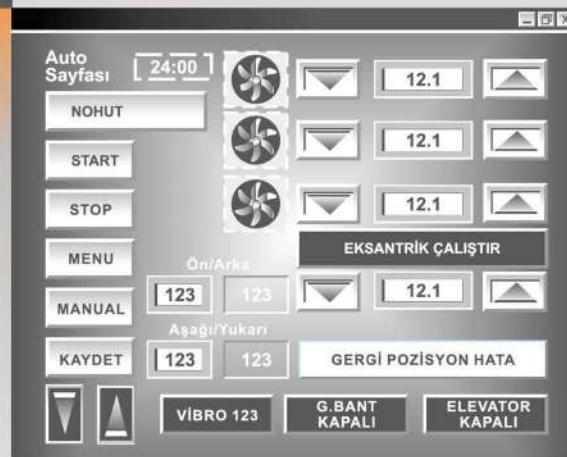 Auto
Sayfası
24:00
12.1
NOHUT
12.1
START
STOP
12.1
EKSANTRİK ÇALIŞTIR
MENU
Ön/Arka
123 123
12.1
MANUAL
Aşağı/Yukarı
KAYDET
123 123
GERGİ POZİSYON HATA
VİBRO 123
G.BANT
KAPALI
ELEVATOR
KAPALI